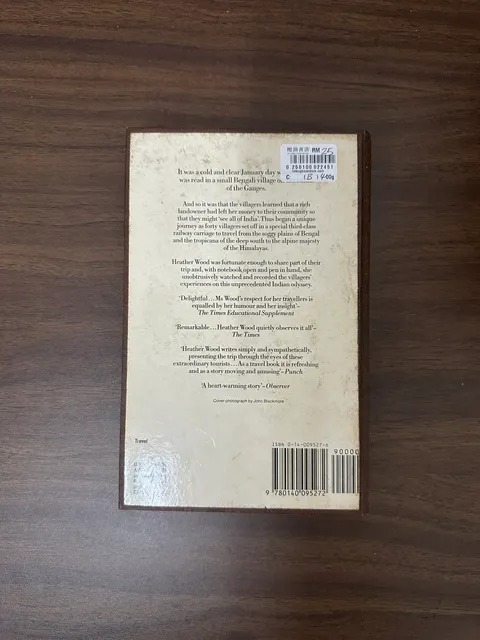 RM 25
0 256100 022451
C
It was a cold and clear January day w
was read in a small Bengali village o
of the Ganges.
And so it was that the villagers learned that a rich
landowner had left her money to their community so
that they might 'see all of India'. Thus began a unique
journey as forty villagers set off in a special third-class
railway carriage to travel from the soggy plains of Bengal
and the tropicana of the deep south to the alpine majesty
of the Himalayas.
Heather Wood was fortunate enough to share part of their
trip and, with notebook open and pen in hand, she
unobtrusively watched and recorded the villagers'
experiences on this unprecedented Indian odyssey.
'Delightful... Ms Wood's respect for her travellers is
equalled by her humour and her insight'–
The Times Educational Supplement
'Remarkable... Heather Wood quietly observes it all'–
The Times
'Heather Wood writes simply and sympathetically,
presenting the trip through the eyes of these
extraordinary tourists... As a travel book it is refreshing
and as a story moving and amusing'– Punch
'A heart-warming story'– Observer
Cover photograph by John Blackmore
Travel
ISBN 0-14-009527-6
90000
9 780140 095272